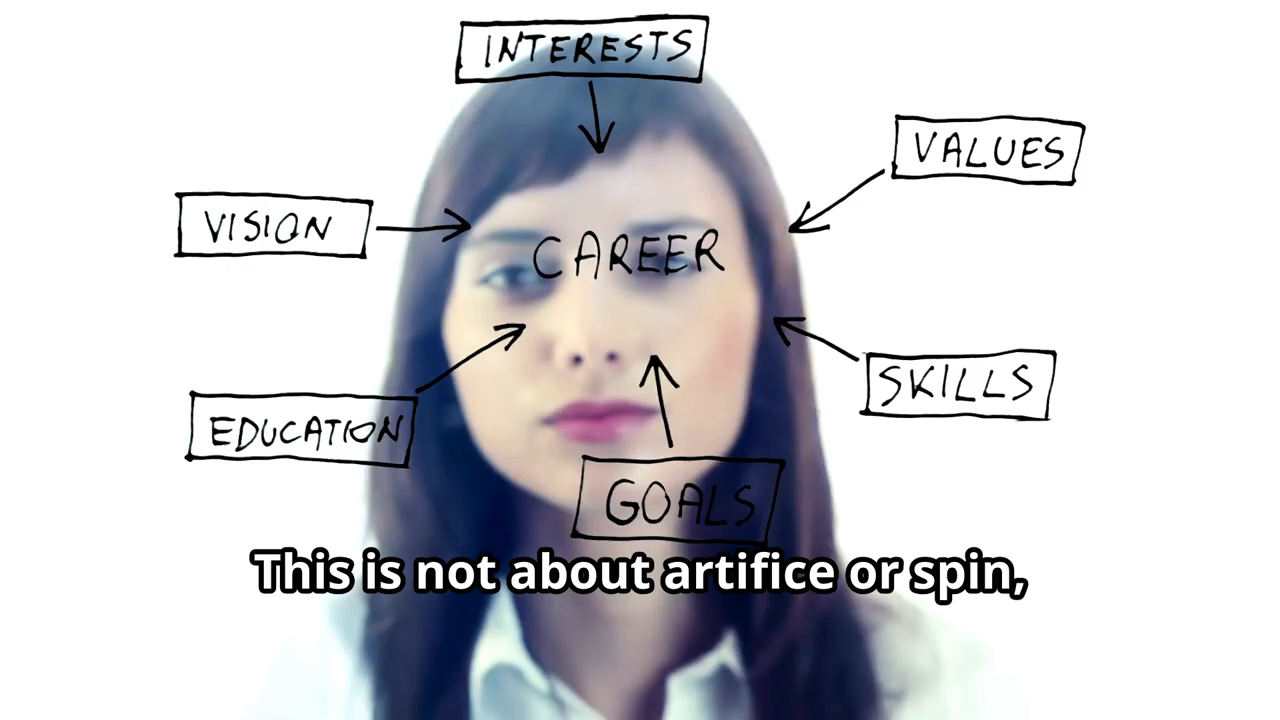 INTERESTS
VALUES
VISION
CAREER
SKILLS
EDUCATION
GOALS
This is not about artifice or spin,